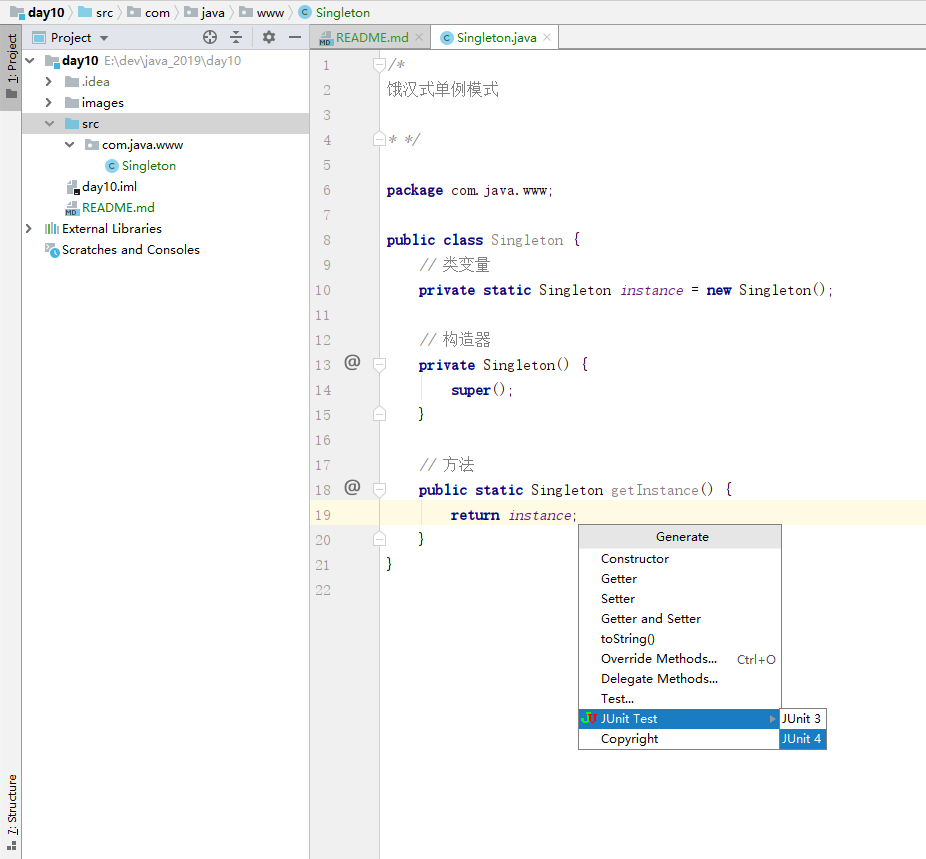 day10 src com java www Singleton
1: Project
Project
README.md Singleton.java
day10 E:\dev\java_2019\day10
.idea
images
src
com.java.www
Singleton
day10.iml
MD README.md
External Libraries
Scratches and Consoles
7: Structure
1 /*
2 饿汉式单例模式
3
4 * */
5
6 package com.java.www;
7
8 public class Singleton {
9 // 类变量
10 private static Singleton instance = new Singleton();
11
12 // 构造器
13 @ private Singleton() {
14 super();
15 }
16
17 // 方法
18 @ public static Singleton getInstance() {
19 return instance;
20 }
21 }
22
Generate
Constructor
Getter
Setter
Getter and Setter
toString()
Override Methods... Ctrl+O
Delegate Methods...
Test...
JUnit Test JUnit 3
Copyright JUnit 4